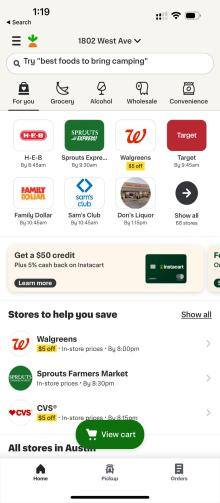 1:19
Search
1802 West Ave
Try "best foods to bring camping"
For you
Grocery
Alcohol
Wholesale
Convenience
H-E-B
SPROUTS
EXPRESS
W
Target
H-E-B
Sprouts Expre...
Walgreens
Target
By 8:45am
By 9:30am
$5 off
By 9:45am
FAMILY
DOLLAR
sam's
club
Family Dollar
Sam's Club
Don's Liquor
Show all
By 10:45am
By 10:45am
By 1:15pm
68 stores
Get a $50 credit
Plus 5% cash back on Instacart
instacart
Learn more
Stores to help you save
Show all
Walgreens
$5 off • In-store prices • By 8:00pm
SPROUTS
Sprouts Farmers Market
In-store prices • By 8:30pm
CVS
CVS®
$5 off • In-store prices • By 8:15pm
View cart
All stores in Austin
Home
Pickup
Orders